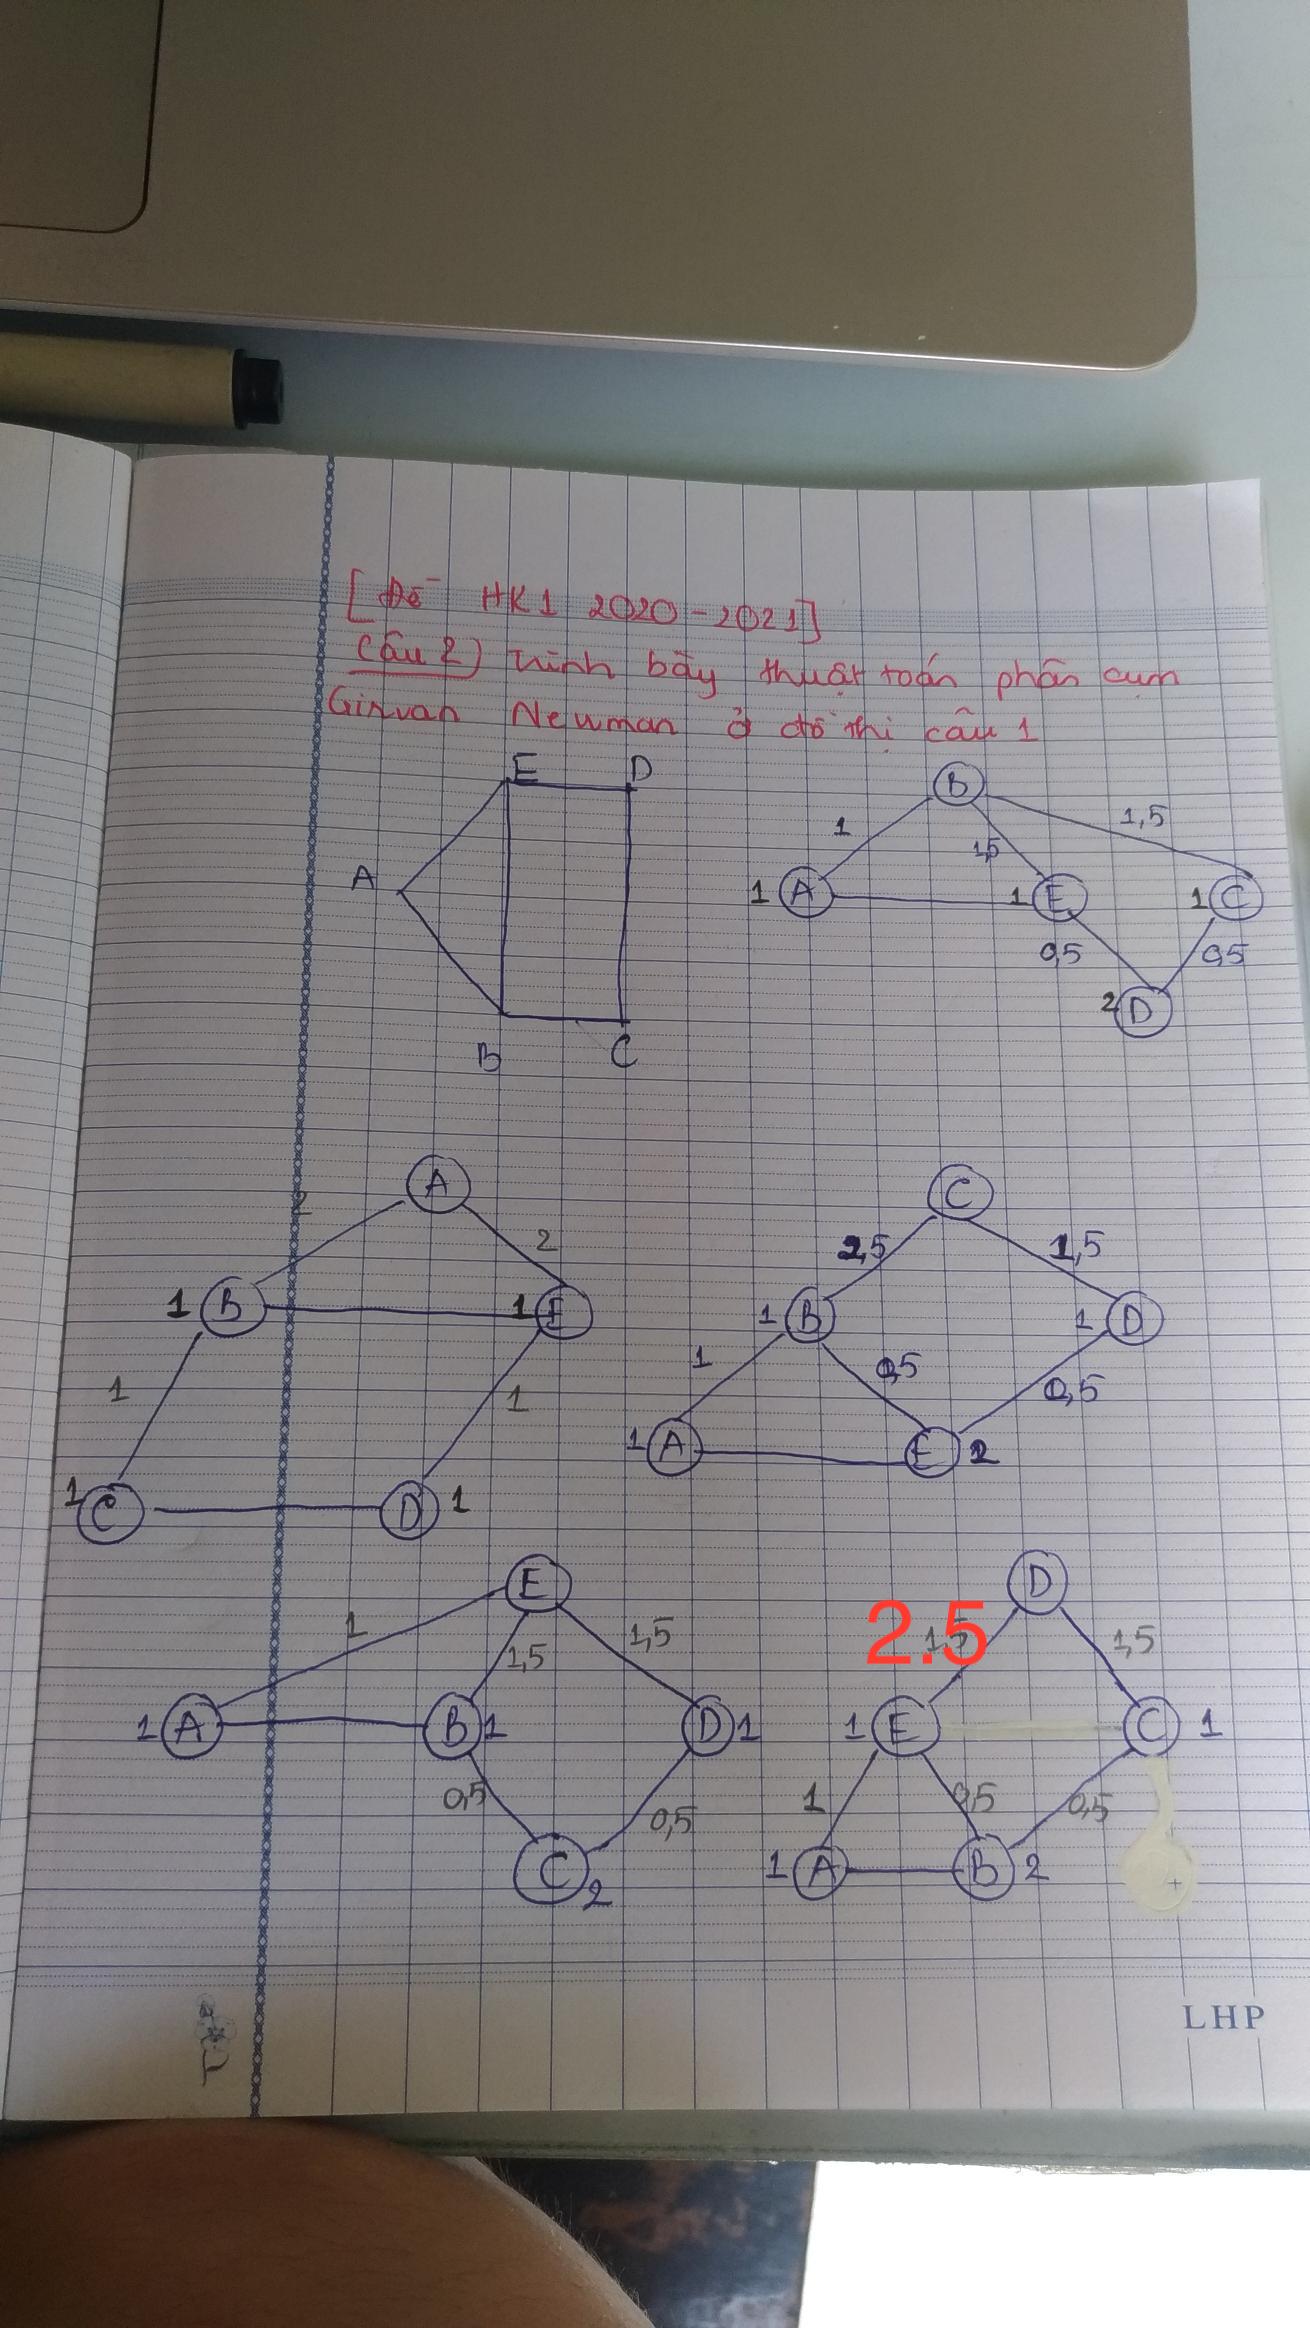 [Đề HK1 2020-2021]
Câu 2) Trình bày thuật toán phân cụm
Girvan Newman ở đồ thị câu 1
E D
A
B C
B
1 1,5 1,5
1 A 1 E 1 C
0,5 0,5
2 D
A
2 2
1 B 1 E
1 1
1 C D 1
C
2,5 1,5
1 B 1 D
1 0,5 0,5
1 A E 2
E
1 1,5 1,5
1 A B 1 D 1
0,5 0,5
C 2
D
2.5 1,5 1,5
1 E C 1
1 0,5 0,5
1 A B 2
LHP